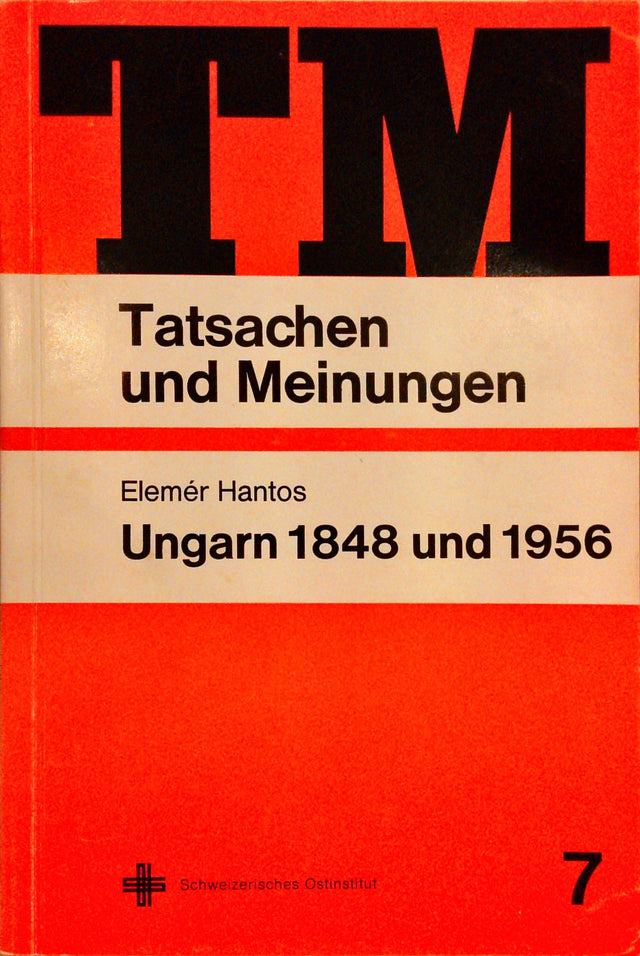 TM
Tatsachen
und Meinungen
Elemér Hantos
Ungarn 1848 und 1956
Schweizerisches Ostinstitut
7